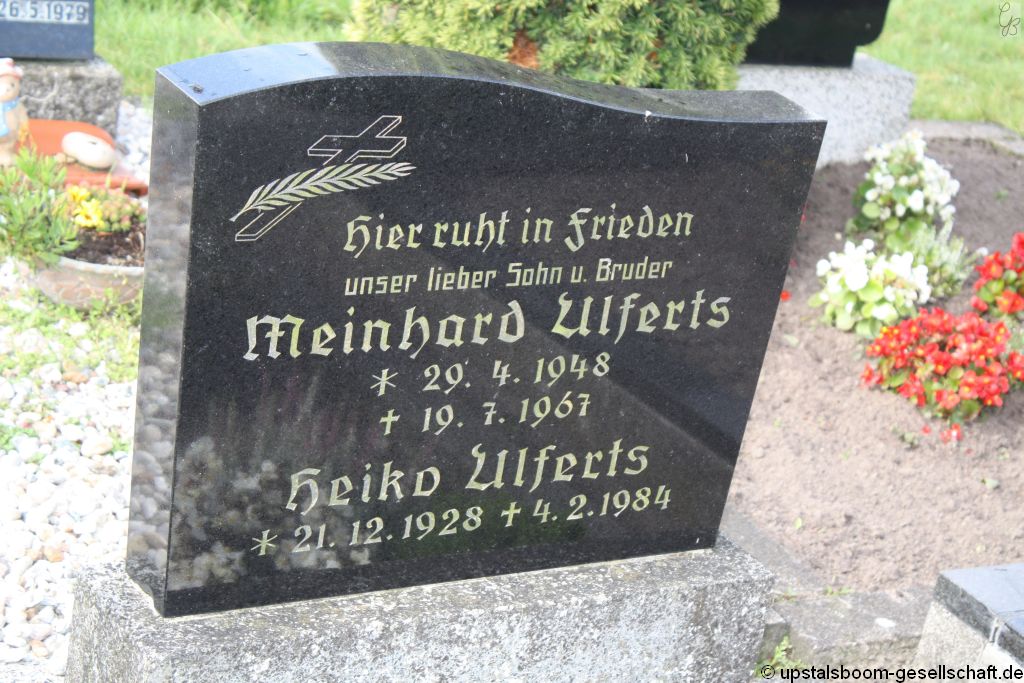 26.5.1979
Hier ruht in Frieden
unser lieber Sohn u. Bruder
Meinhard Ulferts
* 29. 4. 1948
✝ 19. 7. 1967
Heiko Ulferts
* 21. 12. 1928 ✝ 4. 2. 1984
© upstalsboom-gesellschaft.de